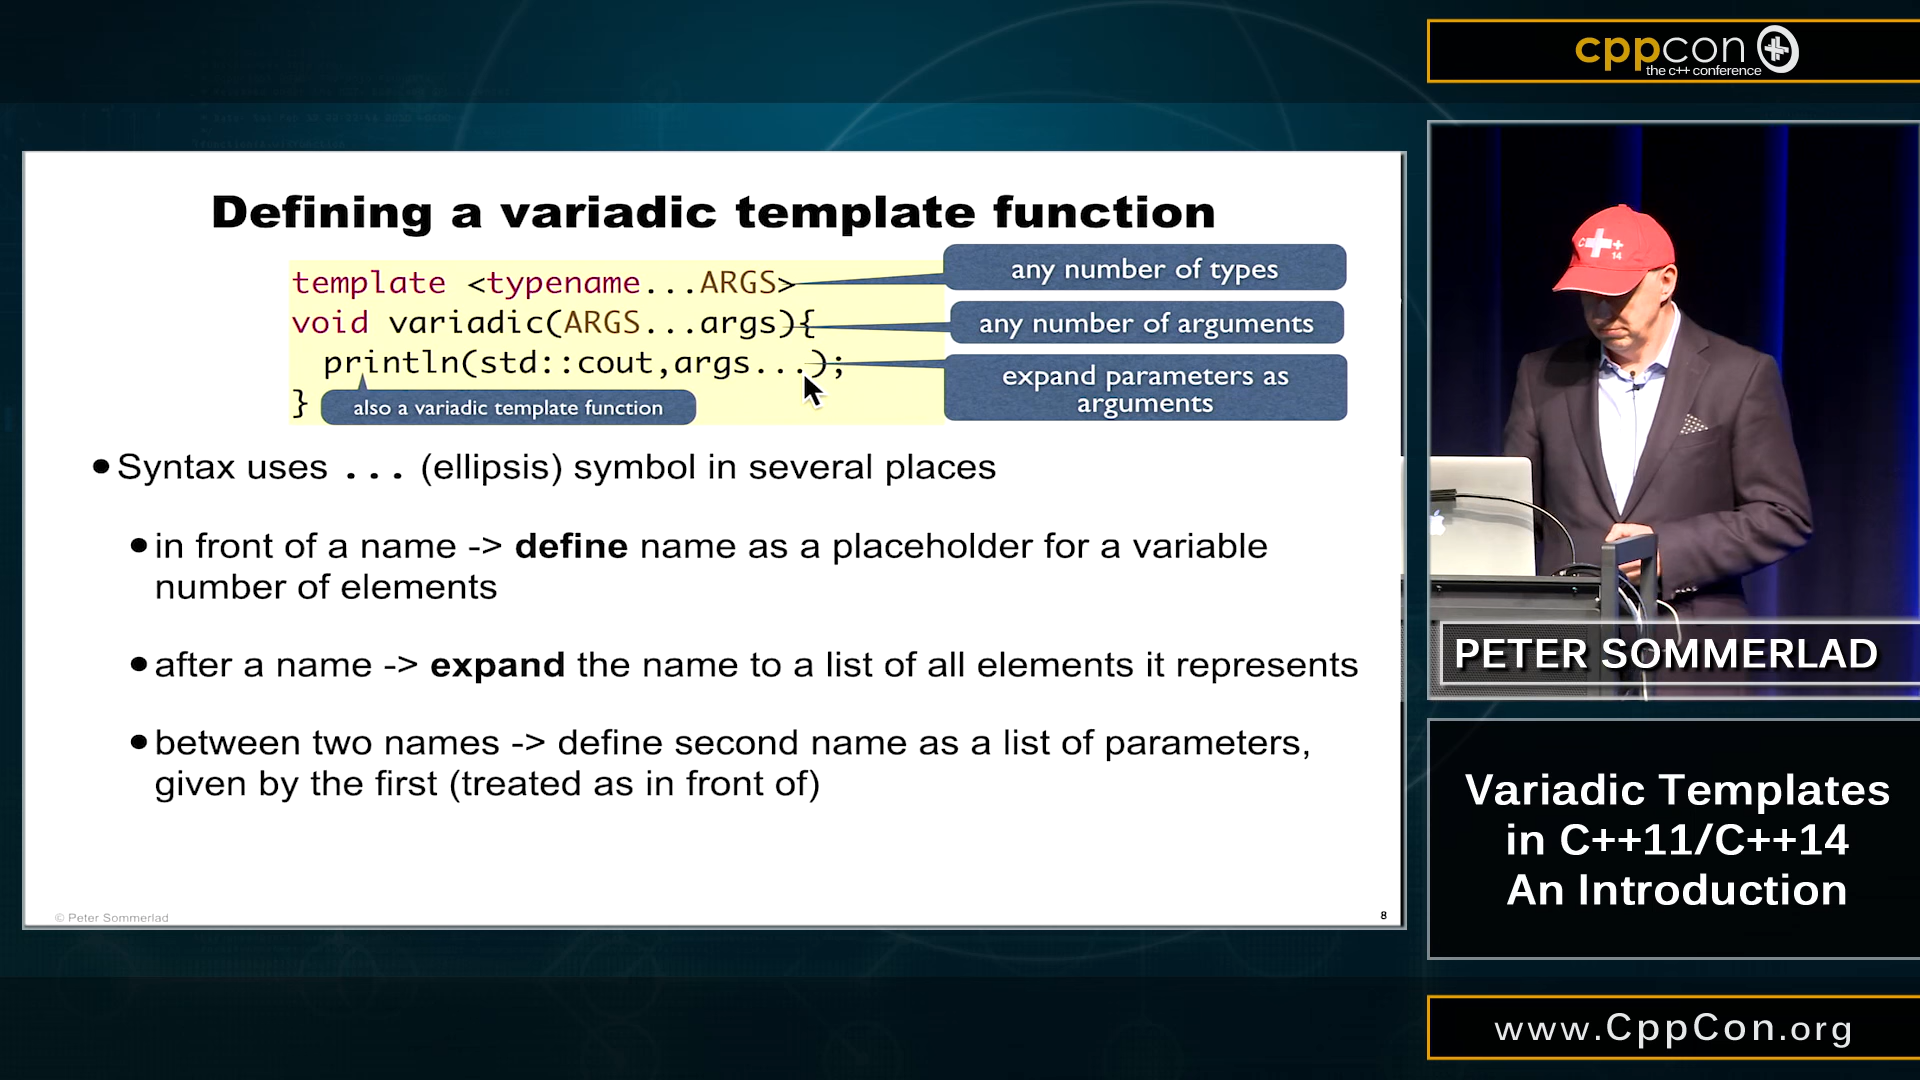 cppcon
the c++ conference
Defining a variadic template function
template <typename...ARGS>
void variadic(ARGS...args){
println(std::cout,args...);
}
any number of types
any number of arguments
expand parameters as
arguments
also a variadic template function
•Syntax uses ... (ellipsis) symbol in several places
•in front of a name -> define name as a placeholder for a variable
number of elements
•after a name -> expand the name to a list of all elements it represents
•between two names -> define second name as a list of parameters,
given by the first (treated as in front of)
© Peter Sommerlad
8
C++
14
PETER SOMMERLAD
Variadic Templates
in C++11/C++14
An Introduction
www.CppCon.org